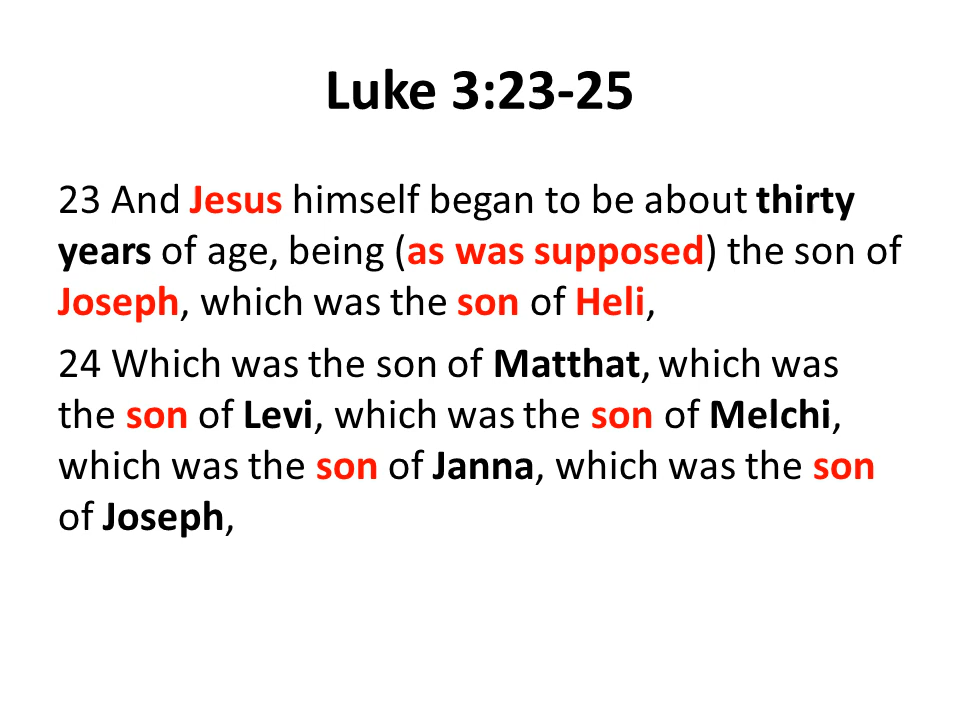 Luke 3:23-25
23 And Jesus himself began to be about thirty
years of age, being (as was supposed) the son of
Joseph, which was the son of Heli,
24 Which was the son of Matthat, which was
the son of Levi, which was the son of Melchi,
which was the son of Janna, which was the son
of Joseph,